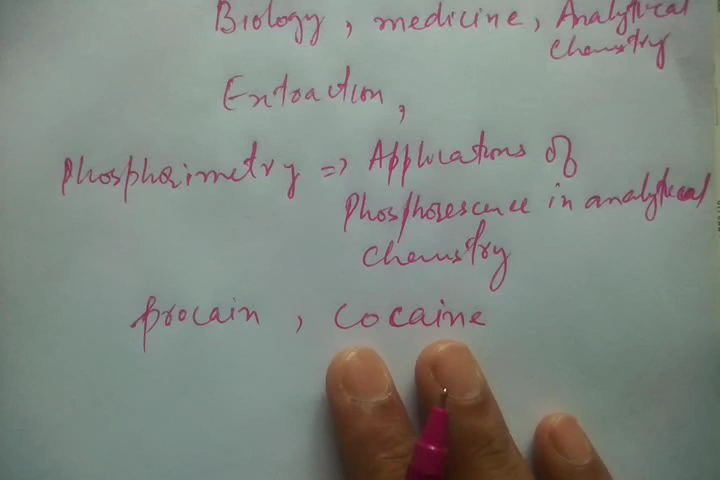 Biology, medicine, Analytical
chemistry
Extraction,
Phosphorimetry => Applications of
Phosphorescence in analytical
chemistry
procain, cocaine